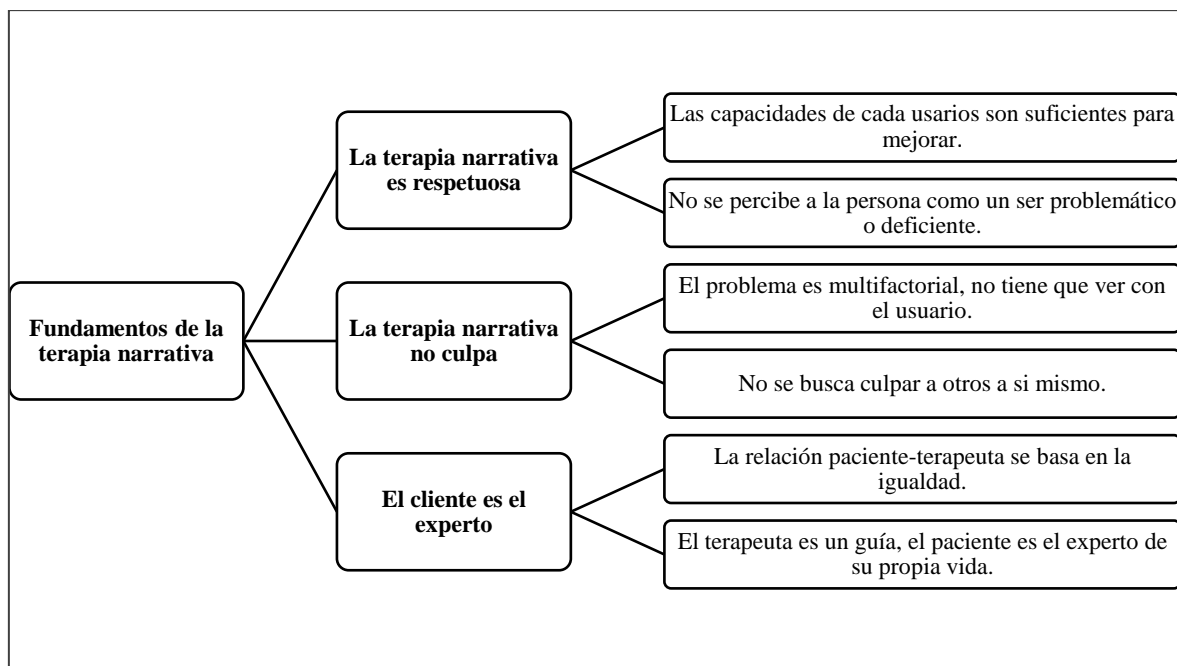 Fundamentos de la
terapia narrativa
La terapia narrativa
es respetuosa
Las capacidades de cada usarios son suficientes para
mejorar.
No se percibe a la persona como un ser problemático
o deficiente.
La terapia narrativa
no culpa
El problema es multifactorial, no tiene que ver con
el usuario.
No se busca culpar a otros a si mismo.
El cliente es el
experto
La relación paciente-terapeuta se basa en la
igualdad.
El terapeuta es un guía, el paciente es el experto de
su propia vida.